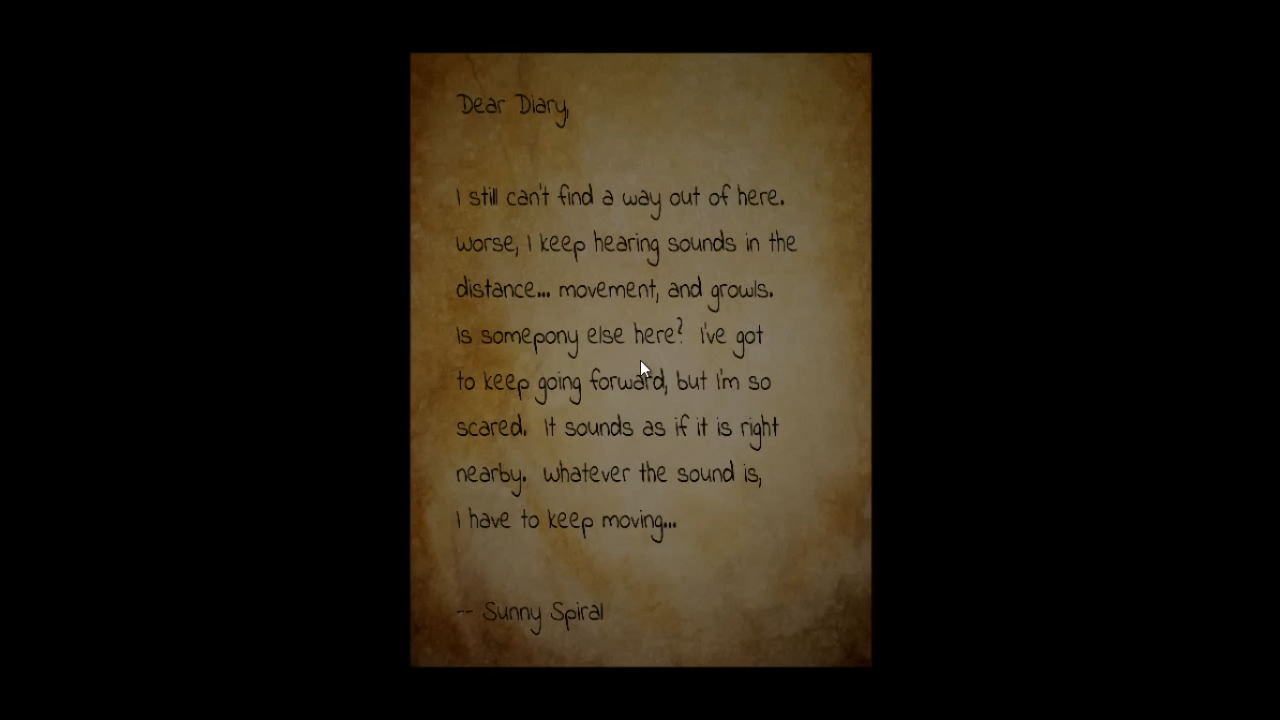 Dear Diary,
I still can't find a way out of here.
Worse, I keep hearing sounds in the
distance... movement, and growls.
Is somepony else here? I've got
to keep going forward, but I'm so
scared. It sounds as if it is right
nearby. Whatever the sound is,
I have to keep moving...
-- Sunny Spiral